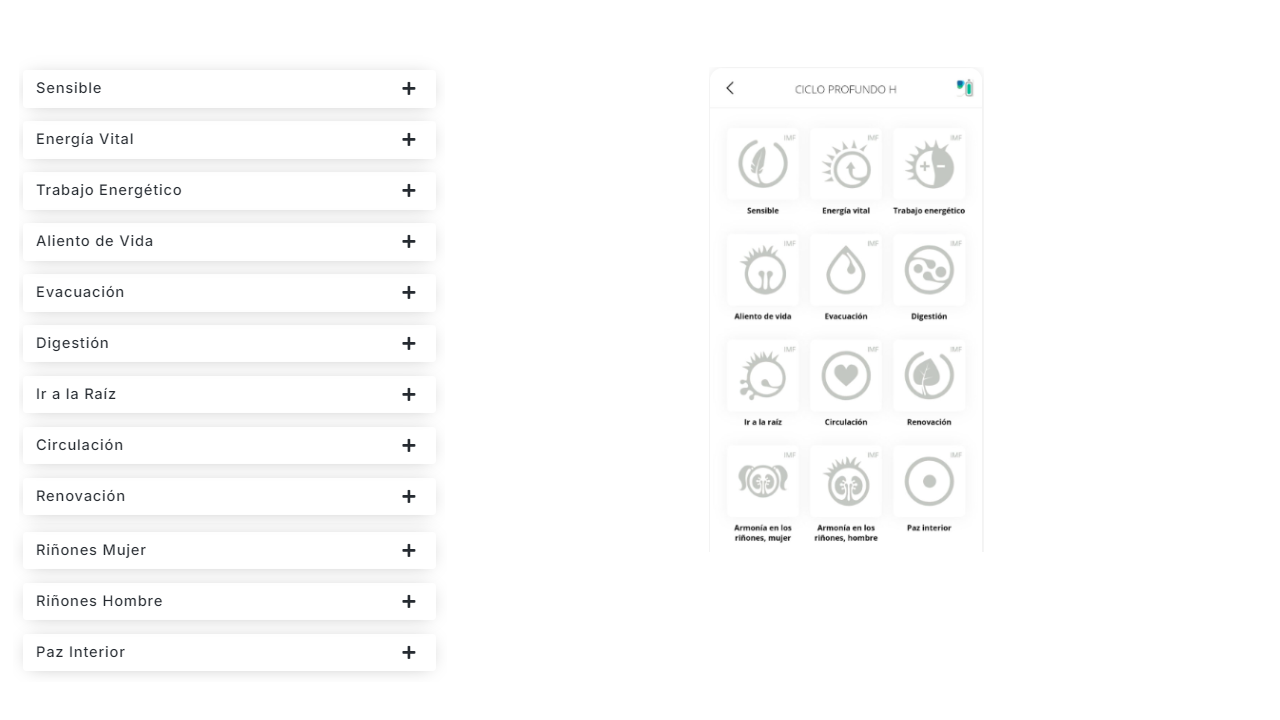 Sensible
Energía Vital
Trabajo Energético
Aliento de Vida
Evacuación
Digestión
Ir a la Raíz
Circulación
Renovación
Riñones Mujer
Riñones Hombre
Paz Interior
CICLO PROFUNDO H
IMF IMF IMF
Sensible Energía vital Trabajo energético
IMF IMF IMF
Aliento de vida Evacuación Digestión
IMF IMF IMF
Ir a la raíz Circulación Renovación
IMF IMF IMF
Armonía en los Armonía en los Paz interior
riñones, mujer riñones, hombre